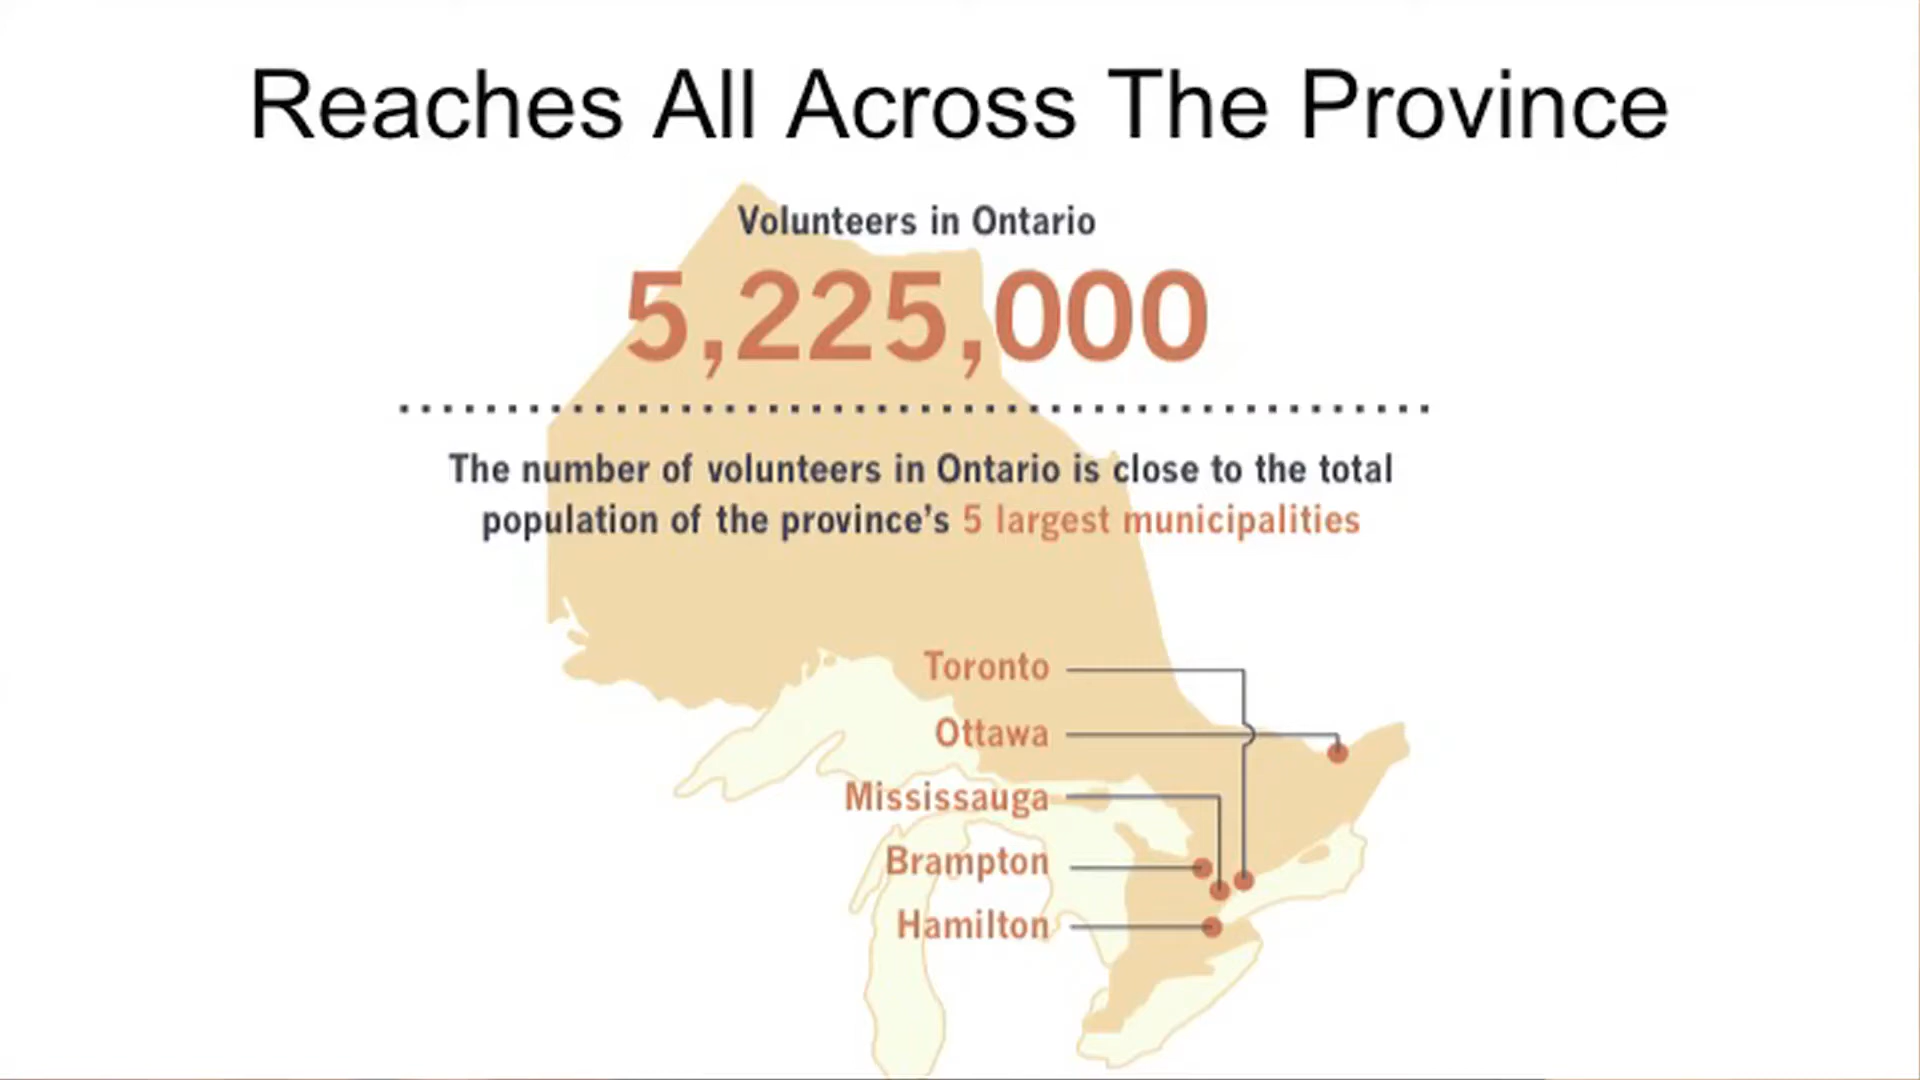 Reaches All Across The Province
Volunteers in Ontario
5,225,000
The number of volunteers in Ontario is close to the total
population of the province’s 5 largest municipalities
Toronto
Ottawa
Mississauga
Brampton
Hamilton